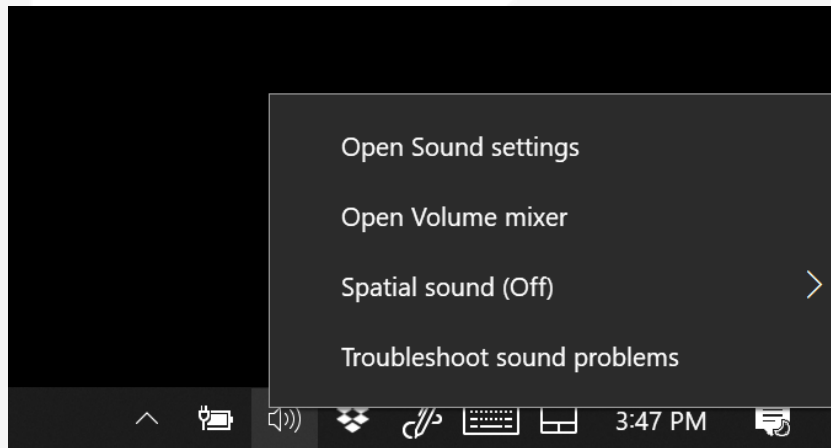 Open Sound settings
Open Volume mixer
Spatial sound (Off)
Troubleshoot sound problems
3:47 PM